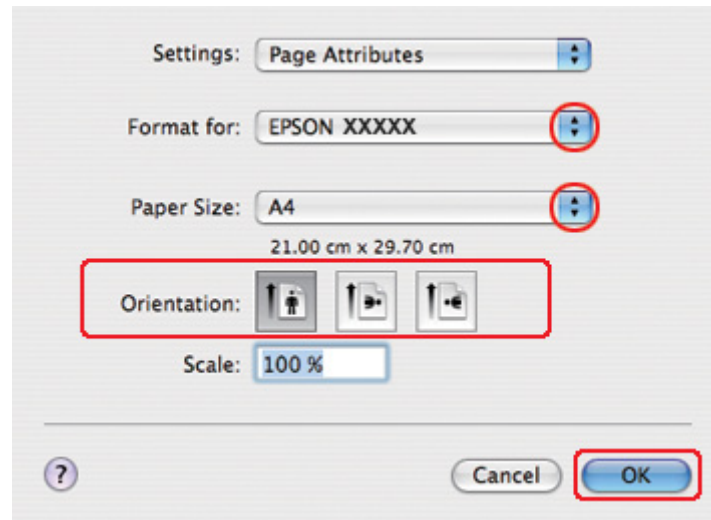 Settings: Page Attributes
Format for: EPSON XXXXX
Paper Size: A4
21.00 cm x 29.70 cm
Orientation:
Scale: 100 %
? Cancel OK